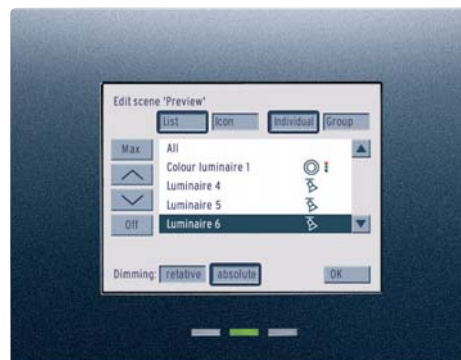 Edit scene 'Preview'
List Icon Individual Group
Max All
Colour luminaire 1
Luminaire 4
Luminaire 5
Off Luminaire 6
Dimming: relative absolute OK